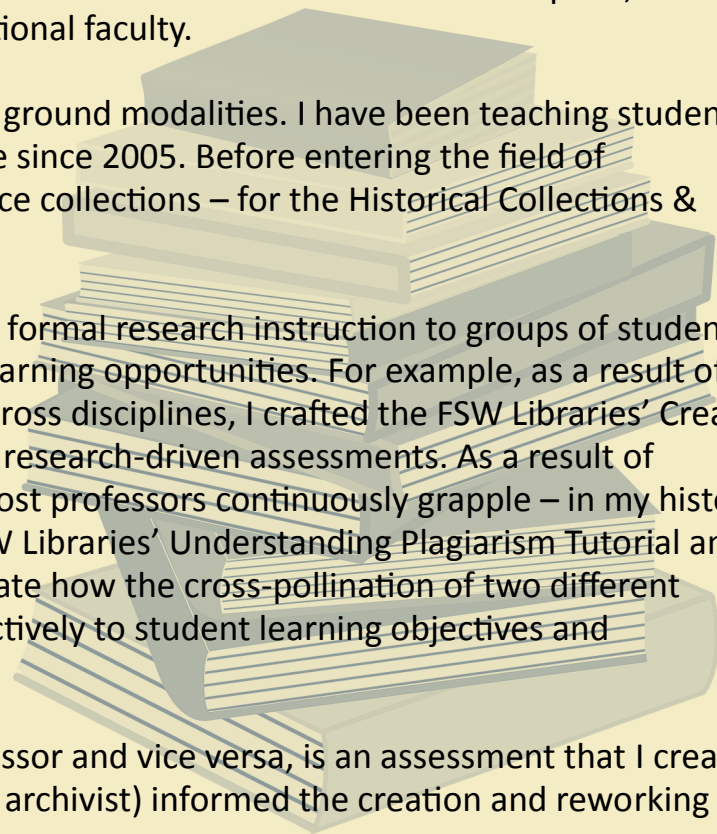 tional faculty.
ground modalities. I have been teaching studen
e since 2005. Before entering the field of
ce collections – for the Historical Collections &
formal research instruction to groups of studen
arning opportunities. For example, as a result of
ross disciplines, I crafted the FSW Libraries’ Crea
research-driven assessments. As a result of
ost professors continuously grapple – in my histo
W Libraries’ Understanding Plagiarism Tutorial an
ate how the cross-pollination of two different
ctively to student learning objectives and
ssor and vice versa, is an assessment that I crea
archivist) informed the creation and reworking